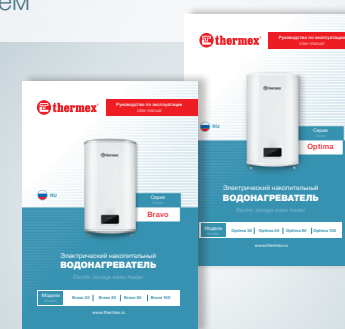 ем
thermex
Руководство по эксплуатации
User manual
RU
Серия
Bravo
Электрический накопительный
ВОДОНАГРЕВАТЕЛЬ
Electric storage water heater
Модели
Bravo 30 | Bravo 50 | Bravo 80 | Bravo 100
www.thermex.ru
thermex
Руководство по эксплуатации
User manual
RU
Серия
Optima
Электрический накопительный
ВОДОНАГРЕВАТЕЛЬ
Electric storage water heater
Модели
Optima 30 | Optima 50 | Optima 80 | Optima 100
www.thermex.ru